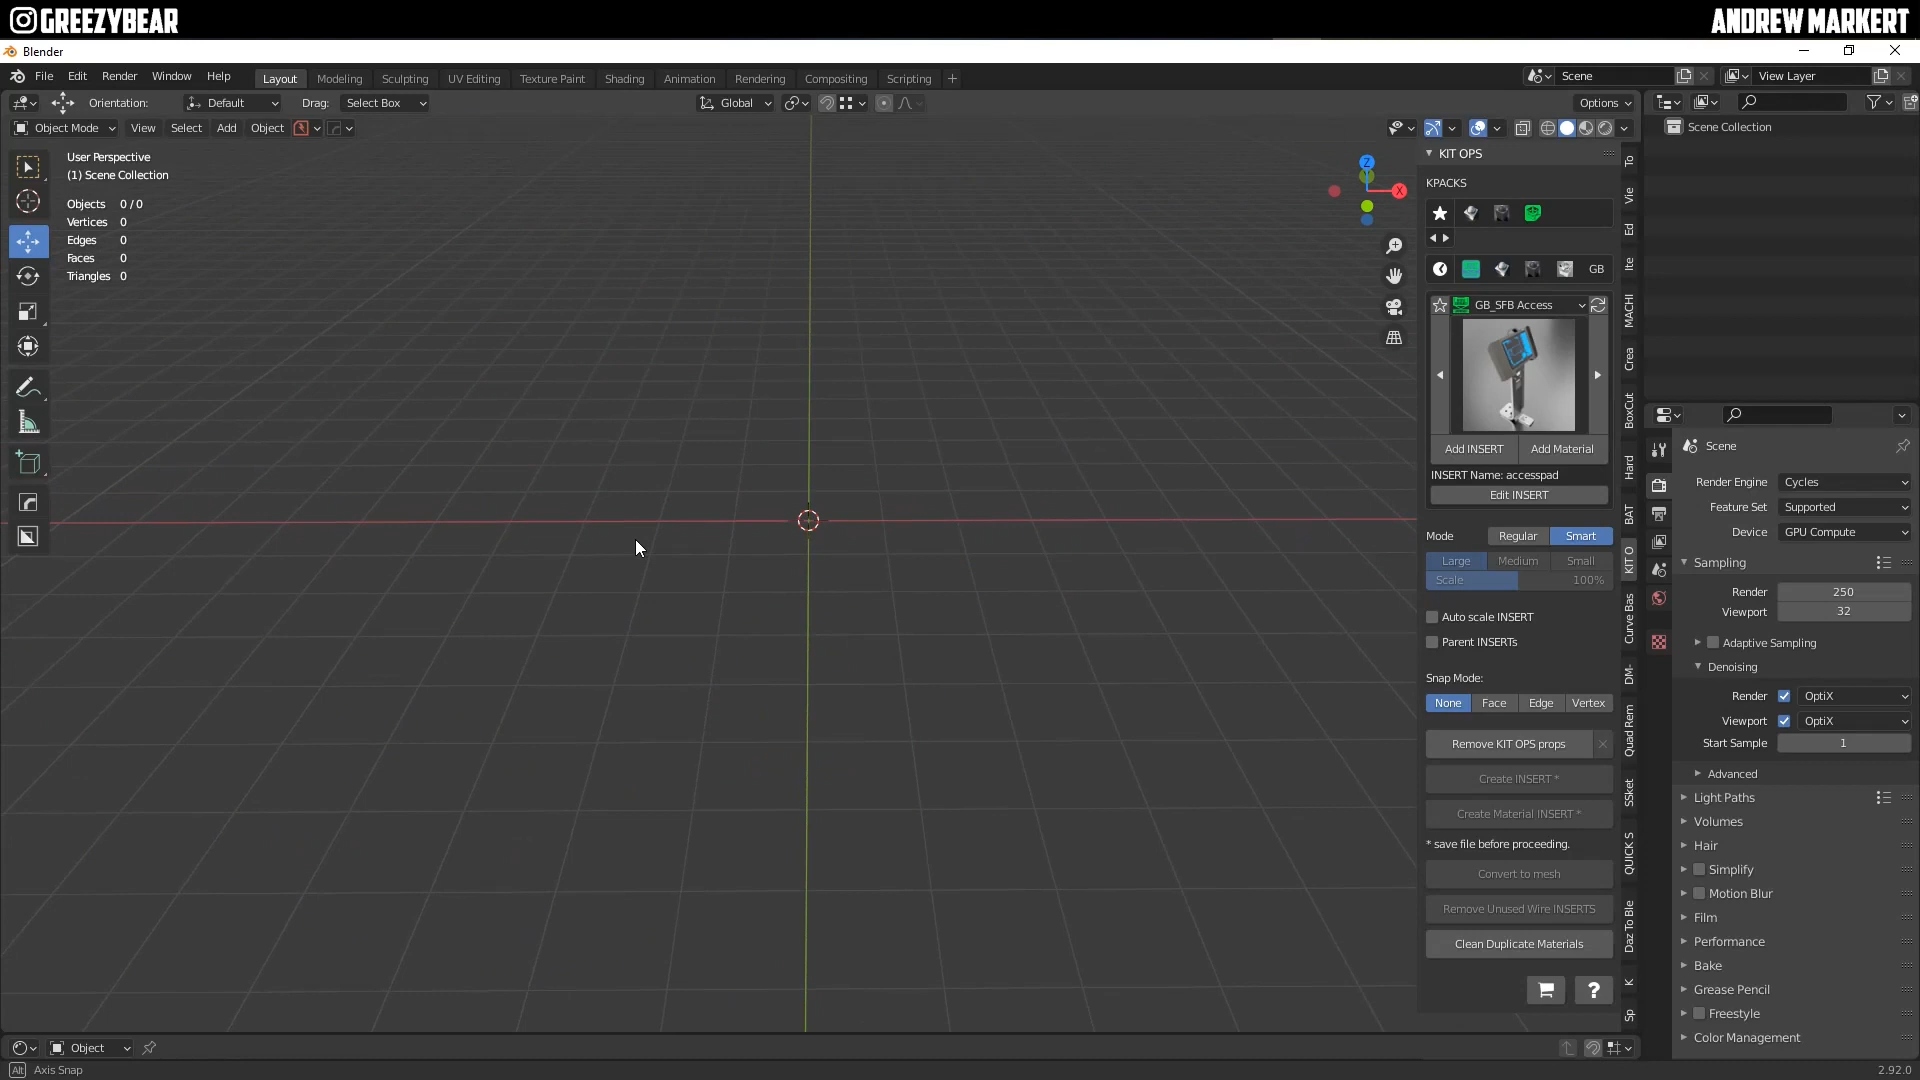 GREEZYBEAR
ANDREW MARKERT
Blender
File Edit Render Window Help
Layout Modeling Sculpting UV Editing Texture Paint Shading Animation Rendering Compositing Scripting +
Scene
View Layer
Orientation: Default Drag: Select Box
Global
Options
Object Mode View Select Add Object
Scene Collection
User Perspective
(1) Scene Collection
Objects 0 / 0
Vertices 0
Edges 0
Faces 0
Triangles 0
Z
X
KIT OPS
KPACKS
GB
GB_SFB Access
Add INSERT Add Material
INSERT Name: accesspad
Edit INSERT
Mode Regular Smart
Large Medium Small
Scale 100%
Auto scale INSERT
Parent INSERTs
Snap Mode:
None Face Edge Vertex
Remove KIT OPS props
Create INSERT *
Create Material INSERT *
* save file before proceeding.
Convert to mesh
Remove Unused Wire INSERTS
Clean Duplicate Materials
?
To
Vie
Ed
Ite
MACHI
Crea
BoxCut
Hard
BAT
KIT O
Curve Bas
DM-
Quad Rem
SSket
QUICK S
Daz To Ble
K
Sp
Scene
Render Engine Cycles
Feature Set Supported
Device GPU Compute
Sampling
Render 250
Viewport 32
Adaptive Sampling
Denoising
Render OptiX
Viewport OptiX
Start Sample 1
Advanced
Light Paths
Volumes
Hair
Simplify
Motion Blur
Film
Performance
Bake
Grease Pencil
Freestyle
Color Management
Object
Alt Axis Snap
2.92.0